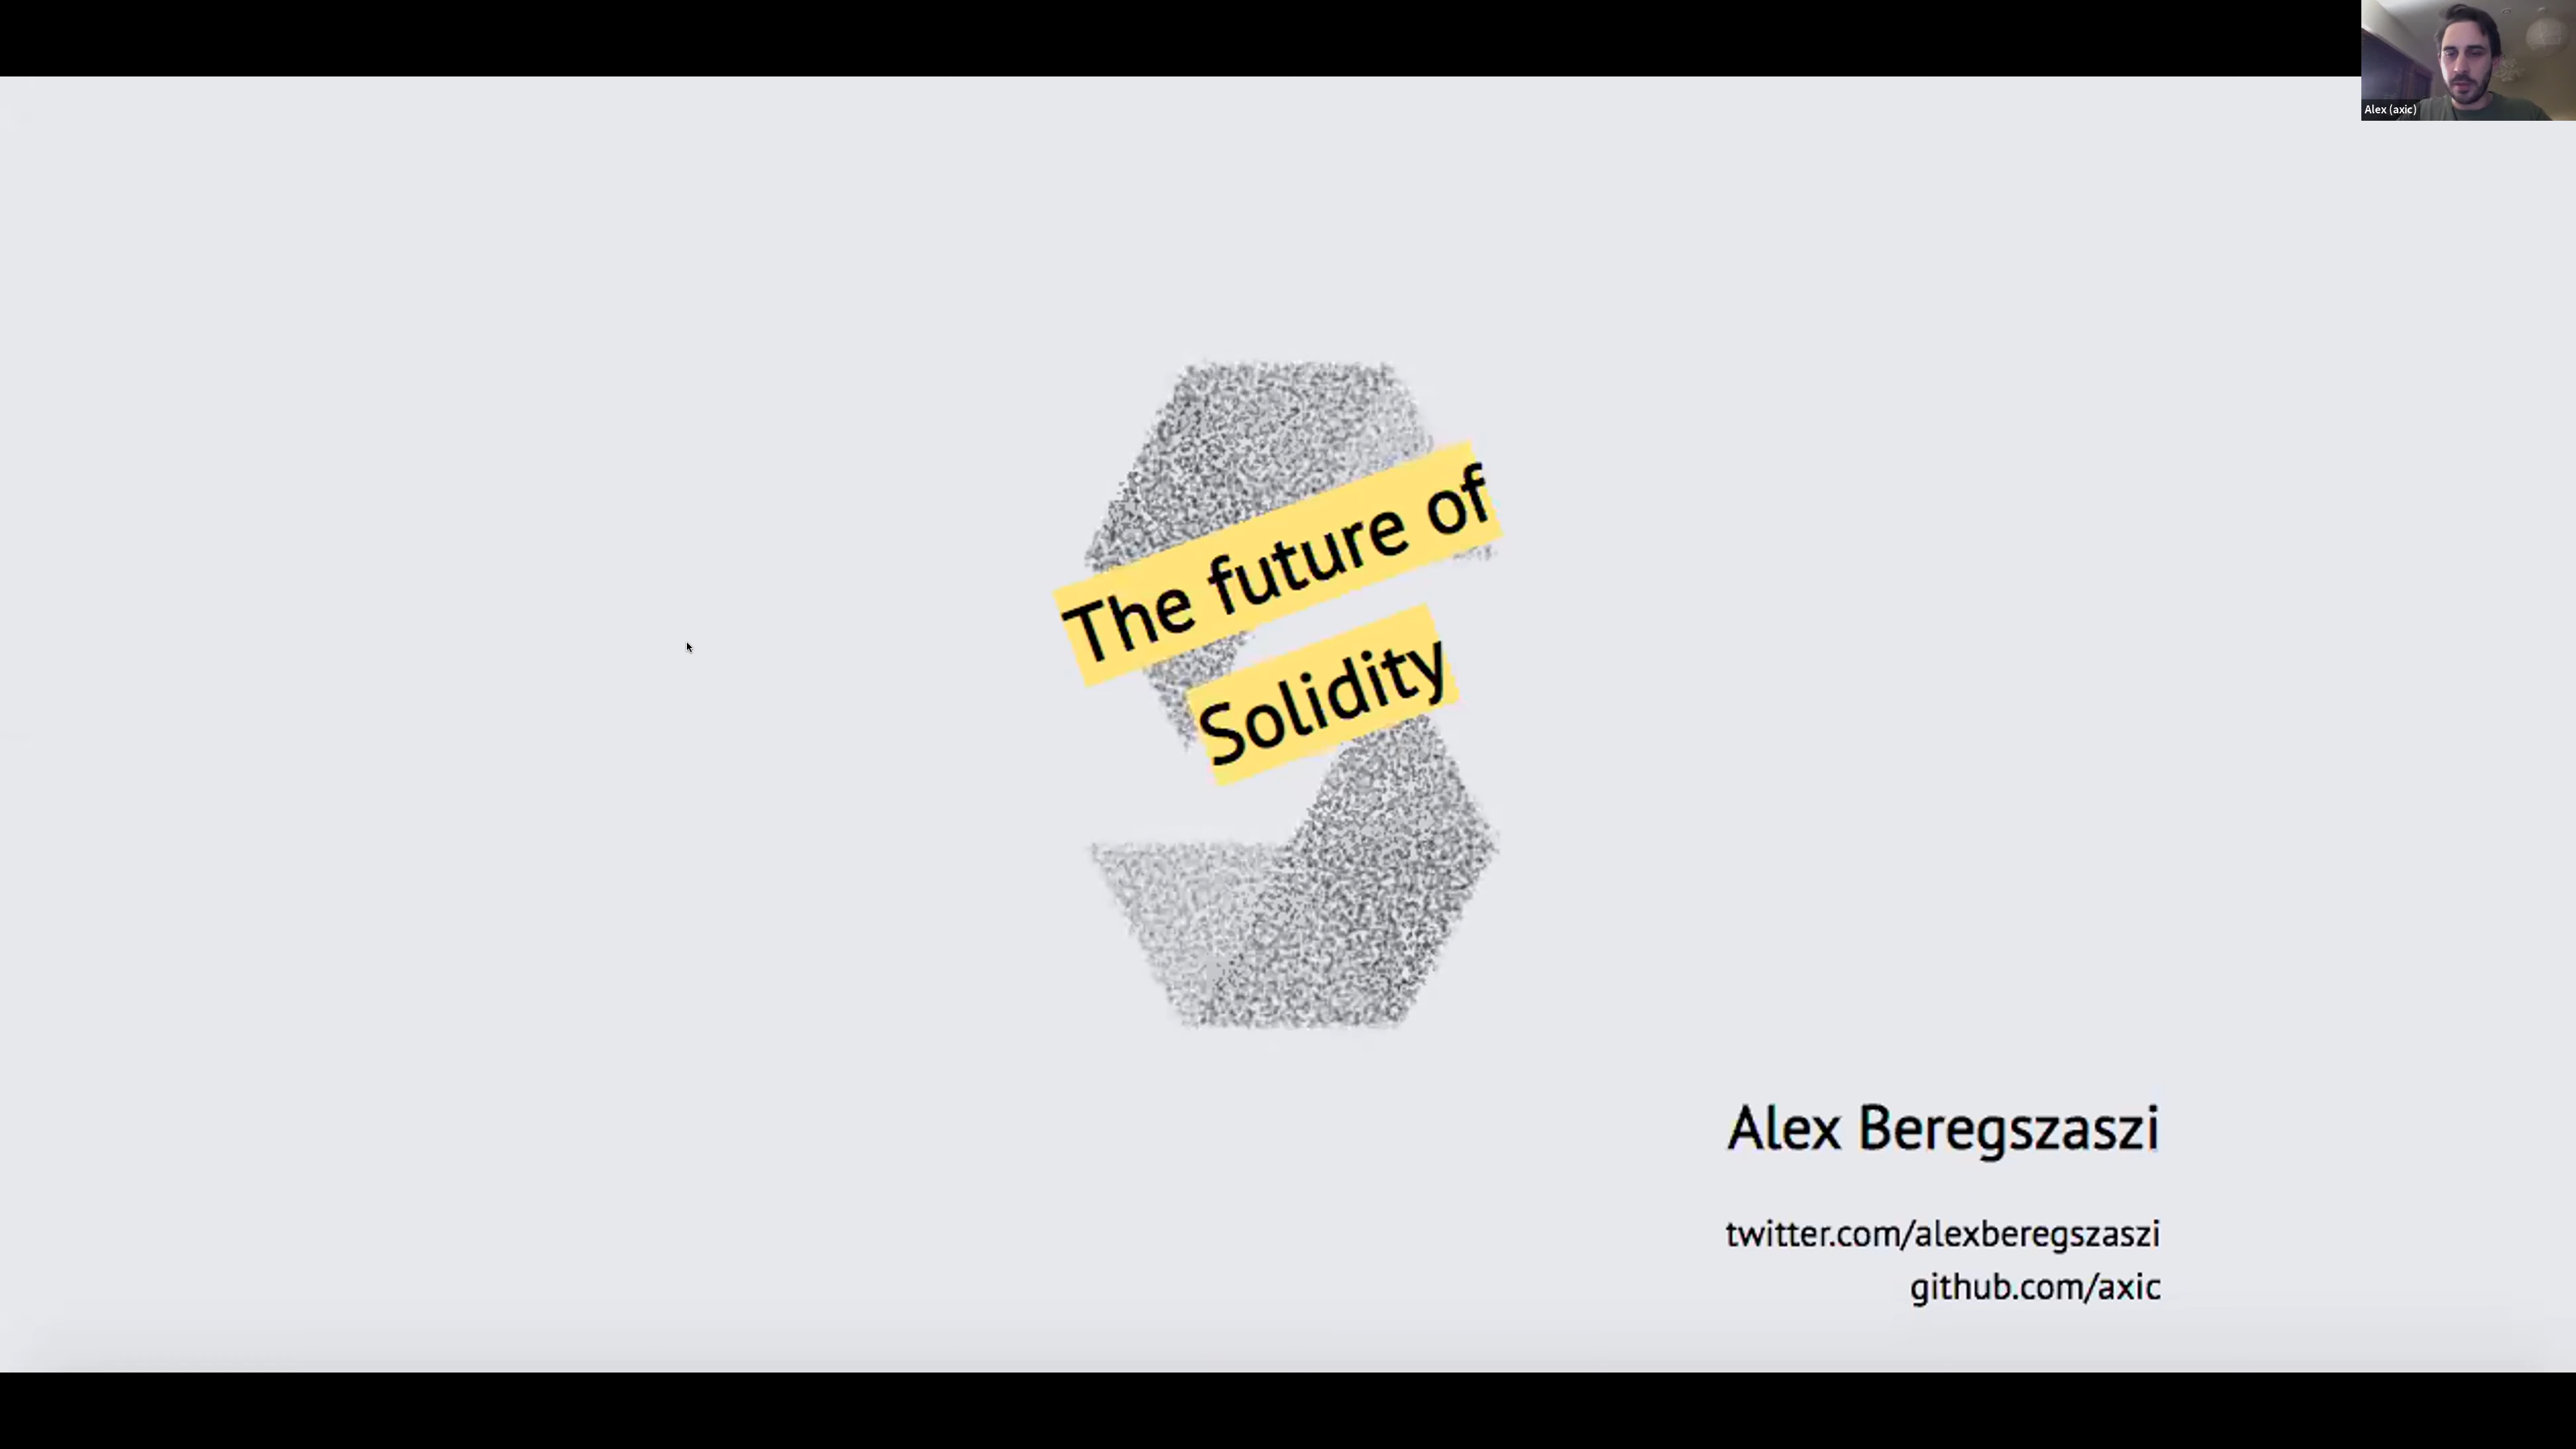 Alex (axic)
The future of
Solidity
Alex Beregszaszi
twitter.com/alexberegszaszi
github.com/axic